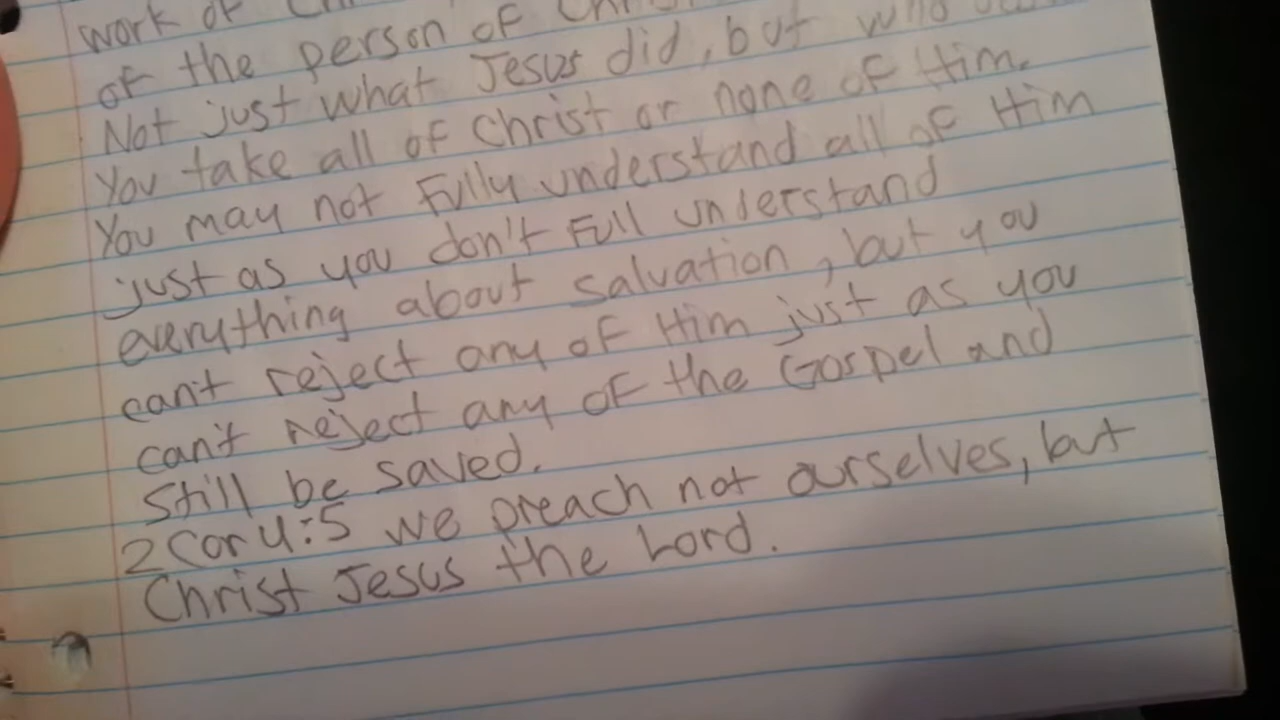 work of
of the person of
Not just what Jesus did, but who
You take all of Christ or none of Him.
You may not Fully understand all of Him
just as you don't Full understand
everything about salvation, but you
can't reject any of Him just as you
can't reject any of the Gospel and
Still be saved.
2 Cor 4:5 we preach not ourselves, but
Christ Jesus the Lord.